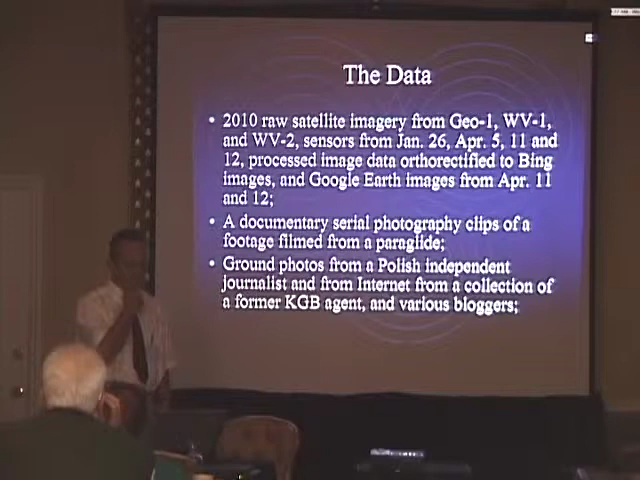 The Data
• 2010 raw satellite imagery from Geo-1, WV-1,
and WV-2, sensors from Jan. 26, Apr. 5, 11 and
12, processed image data orthorectified to Bing
images, and Google Earth images from Apr. 11
and 12;
• A documentary serial photography clips of a
footage filmed from a paraglide;
• Ground photos from a Polish independent
journalist and from Internet from a collection of
a former KGB agent, and various bloggers;